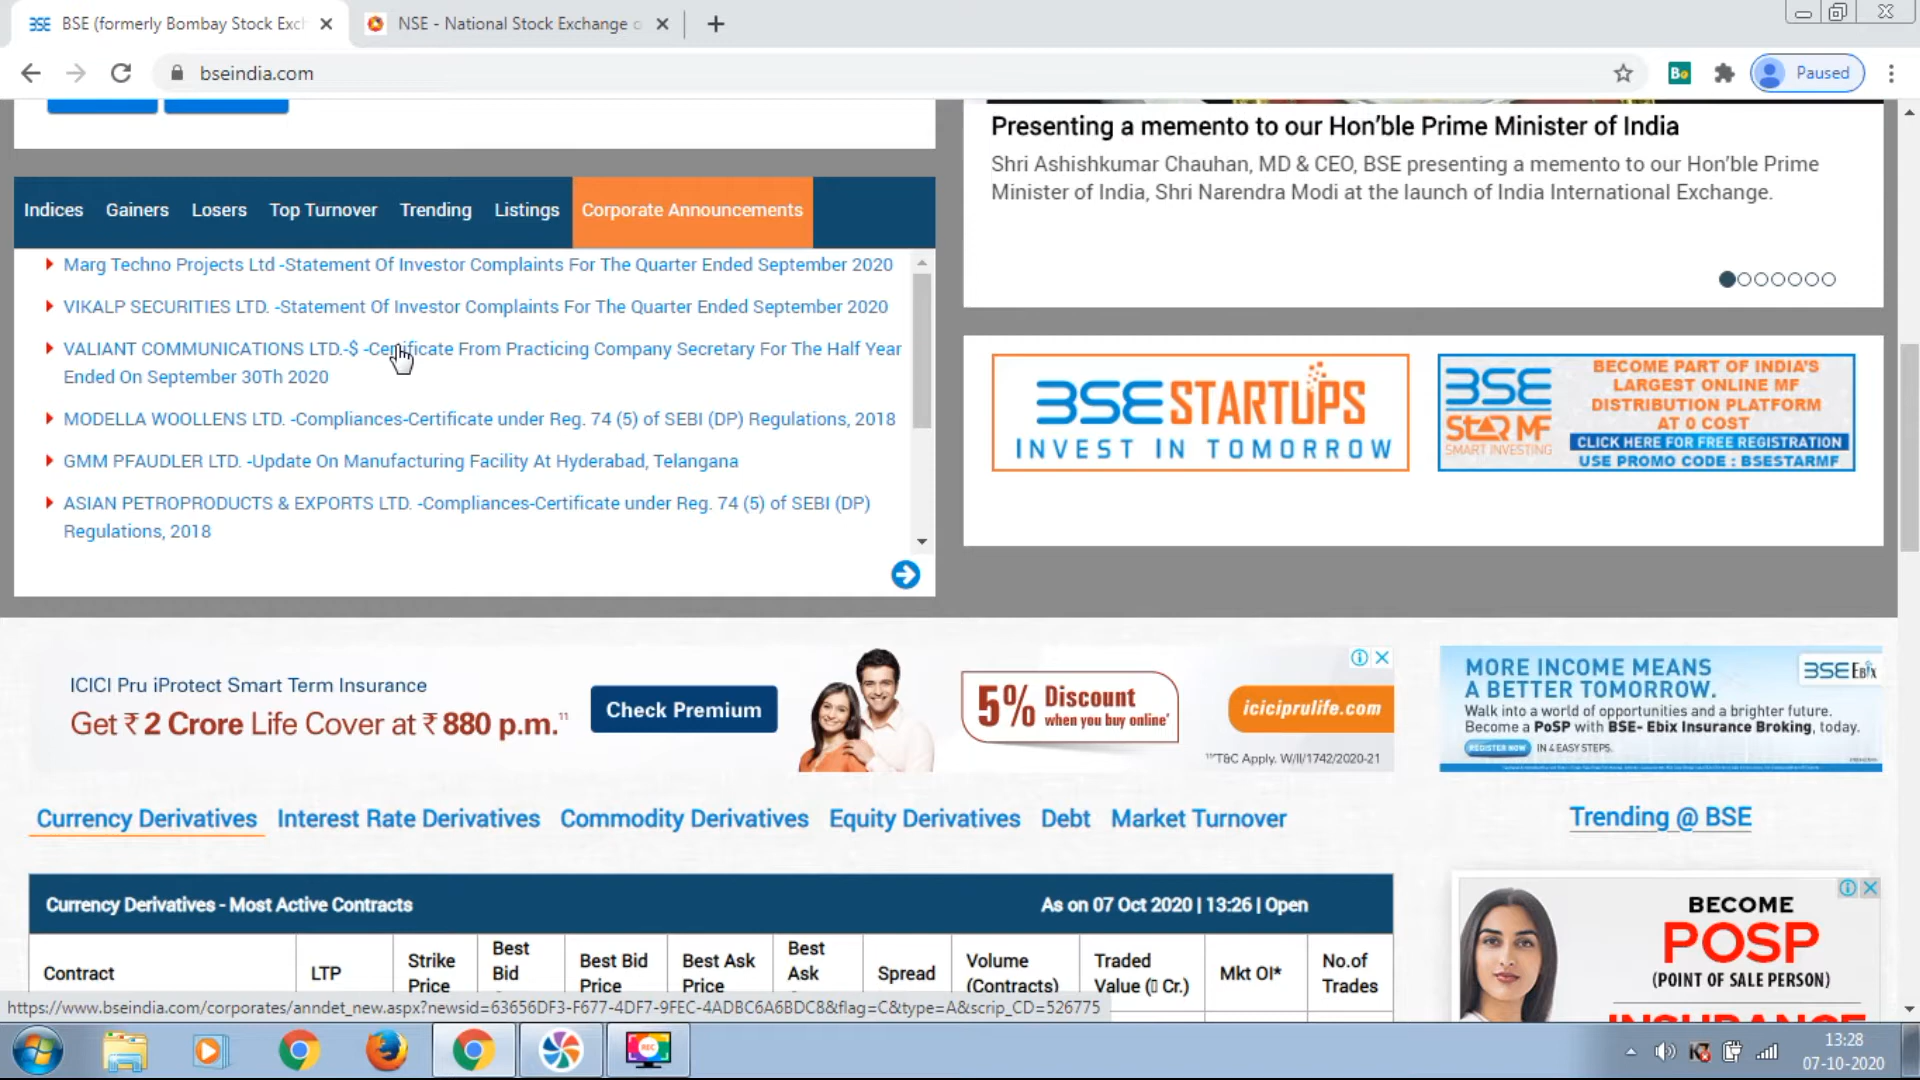 BSE (formerly Bombay Stock Exc
NSE - National Stock Exchange o
bseindia.com
Paused
Presenting a memento to our Hon'ble Prime Minister of India
Shri Ashishkumar Chauhan, MD & CEO, BSE presenting a memento to our Hon'ble Prime
Minister of India, Shri Narendra Modi at the launch of India International Exchange.
Indices Gainers Losers Top Turnover Trending Listings Corporate Announcements
Marg Techno Projects Ltd -Statement Of Investor Complaints For The Quarter Ended September 2020
VIKALP SECURITIES LTD. -Statement Of Investor Complaints For The Quarter Ended September 2020
VALIANT COMMUNICATIONS LTD.-$ -Certificate From Practicing Company Secretary For The Half Year
Ended On September 30Th 2020
MODELLA WOOLLENS LTD. -Compliances-Certificate under Reg. 74 (5) of SEBI (DP) Regulations, 2018
GMM PFAUDLER LTD. -Update On Manufacturing Facility At Hyderabad, Telangana
ASIAN PETROPRODUCTS & EXPORTS LTD. -Compliances-Certificate under Reg. 74 (5) of SEBI (DP)
Regulations, 2018
BSE STARTUPS
INVEST IN TOMORROW
BSE
StAR MF
SMART INVESTING
BECOME PART OF INDIA'S
LARGEST ONLINE MF
DISTRIBUTION PLATFORM
AT 0 COST
CLICK HERE FOR FREE REGISTRATION
USE PROMO CODE : BSESTARMF
ICICI Pru iProtect Smart Term Insurance
Get ₹ 2 Crore Life Cover at ₹ 880 p.m.11
Check Premium
5% Discount
when you buy online*
iciciprulife.com
T&C Apply. W/II/1742/2020-21
MORE INCOME MEANS
A BETTER TOMORROW.
BSE Ebix
Walk into a world of opportunities and a brighter future.
Become a PoSP with BSE- Ebix Insurance Broking, today.
REGISTER NOW IN 4 EASY STEPS.
Currency Derivatives Interest Rate Derivatives Commodity Derivatives Equity Derivatives Debt Market Turnover
Trending @ BSE
Currency Derivatives - Most Active Contracts
As on 07 Oct 2020 | 13:26 | Open
Contract
LTP
Strike
Price
Best
Bid
Best Bid
Price
Best Ask
Price
Best
Ask
Spread
Volume
(Contracts)
Traded
Value (▯ Cr.)
Mkt OI*
No.of
Trades
BECOME
POSP
(POINT OF SALE PERSON)
INSURANCE
https://www.bseindia.com/corporates/anndet_new.aspx?newsid=63656DF3-F677-4DF7-9FEC-4ADBC6A6BDC8&flag=C&type=A&scrip_CD=526775
REC
13:28
07-10-2020